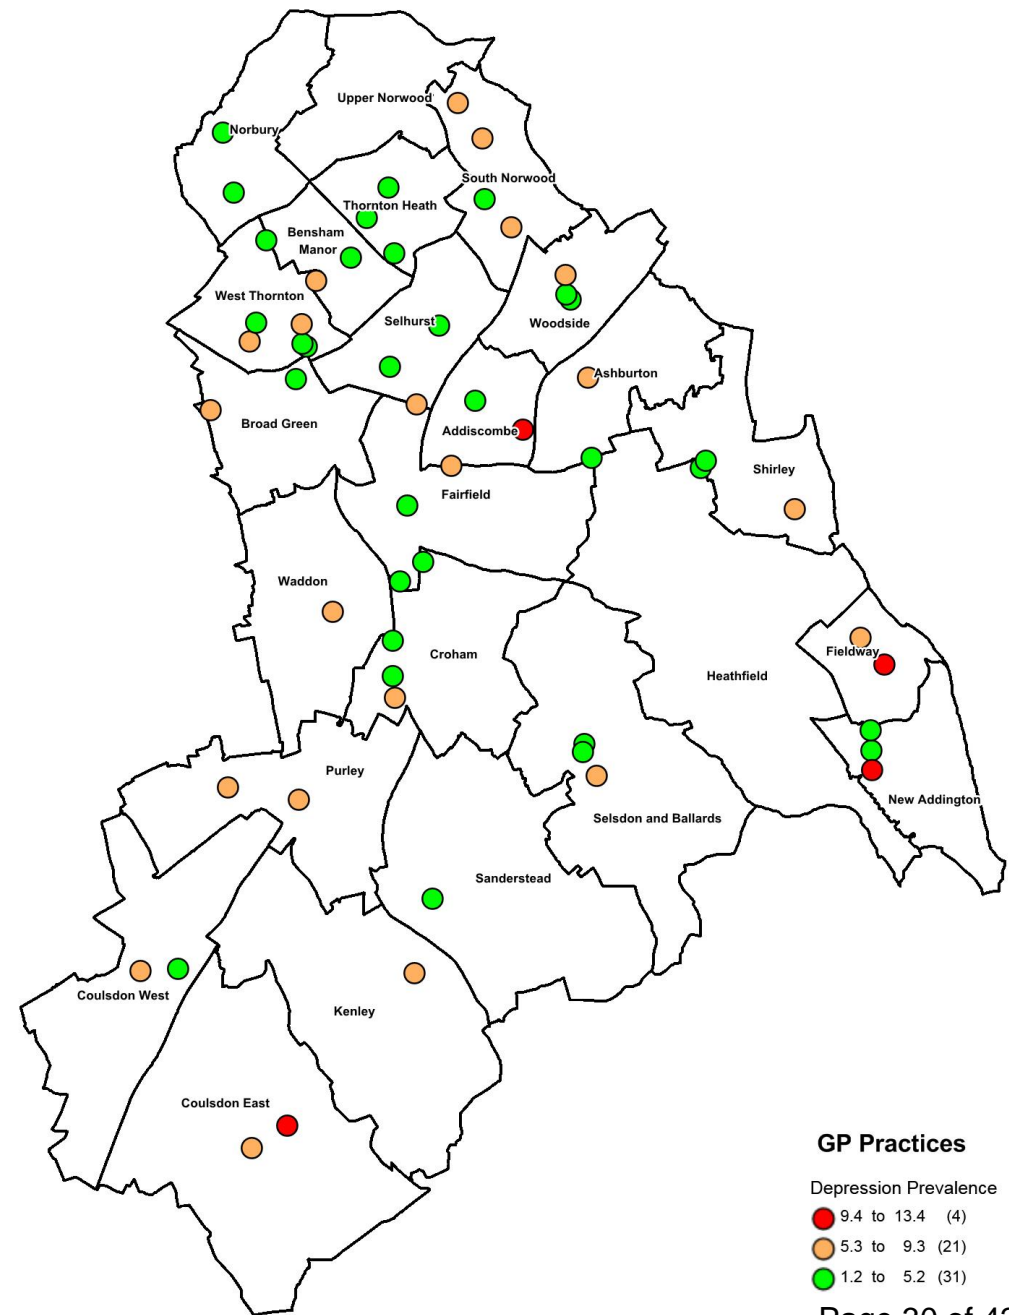 Upper Norwood
Norbury
South Norwood
Thornton Heath
Bensham
Manor
West Thornton
Selhurst
Woodside
Ashburton
Broad Green
Addiscombe
Shirley
Fairfield
Waddon
Croham
Fieldway
Heathfield
Purley
New Addington
Selsdon and Ballards
Sanderstead
Coulsdon West
Kenley
Coulsdon East
GP Practices
Depression Prevalence
9.4 to 13.4 (4)
5.3 to 9.3 (21)
1.2 to 5.2 (31)